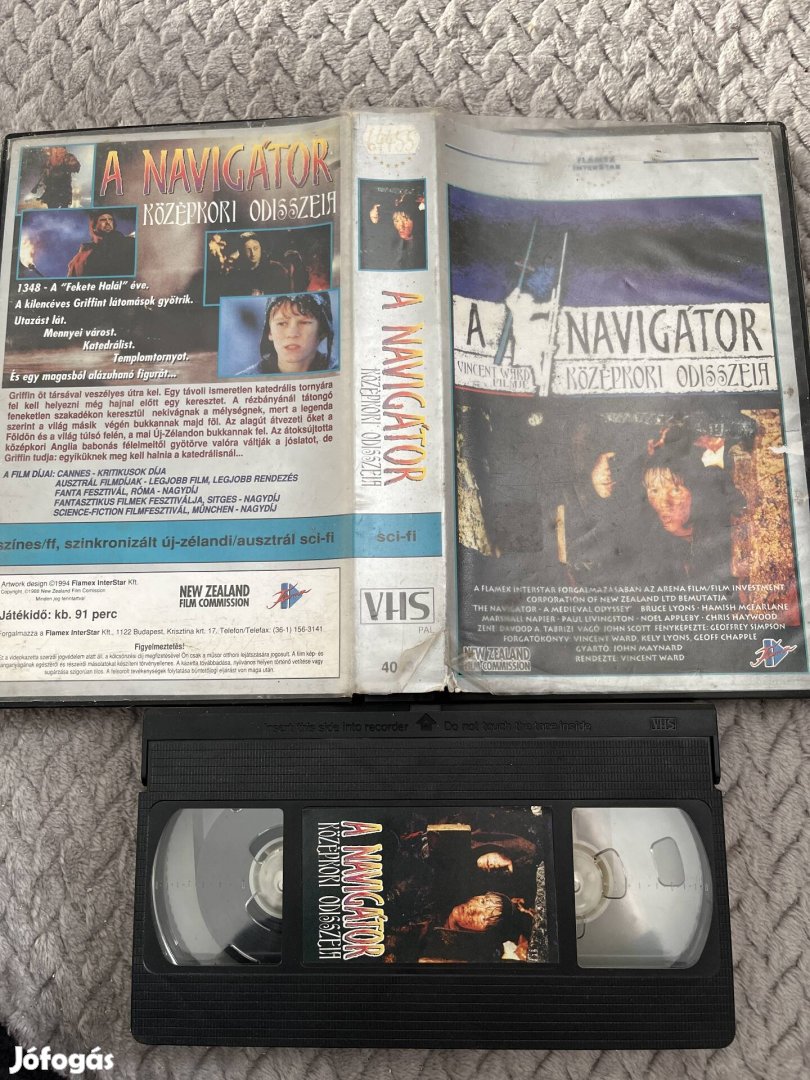 A NAVIGÁTOR
KÖZÉPKORI ODISSZEIA
1348 - A "Fekete Halál" éve.
A kilencéves Griffint látomások gyötrik.
Utazást lát.
Mennyei várost.
Katedrálist.
Templomtornyot.
És egy magasból alázuhanó figurát...
Griffin öt társával veszélyes útra kel. Egy távoli ismeretlen katedrális tornyára
fel kell helyezni még hajnal előtt egy keresztet. A rézbányánál tátongó
feneketlen szakadékon keresztül nekivágnak a mélységnek, mert a legenda
szerint a világ másik végén bukkannak majd föl. Az alagút átvezeti őket a
Földön és a világ túlsó felén, a mai Új-Zélandon bukkannak fel. Az átoksújtotta
középkori Anglia babonás félelmeitől gyötörve valóra váltják a jóslatot, de
Griffin tudja: egyiküknek meg kell halnia a katedrálisnál...
A FILM DÍJAI: CANNES - KRITIKUSOK DÍJA
AUSZTRÁL FILMDÍJAK - LEGJOBB FILM, LEGJOBB RENDEZÉS
FANTA FESZTIVÁL, RÓMA - NAGYDÍJ
FANTASZTIKUS FILMEK FESZTIVÁLJA, SITGES - NAGYDÍJ
SCIENCE-FICTION FILMFESZTIVÁL, MÜNCHEN - NAGYDÍJ
színes/ff, szinkronizált új-zélandi/ausztrál sci-fi
Artwork design ©1994 Flamex InterStar Kft.
Copyright ©1988 New Zealand Film Commission
Minden jog fenntartva!
NEW ZEALAND
FILM COMMISSION
Játékidő: kb. 91 perc
Forgalmazza a Flamex InterStar Kft., 1122 Budapest, Krisztina krt. 17. Telefon/Telefax: (36-1) 156-3141
Figyelmeztetés!
A NAVIGÁTOR
KÖZÉPKORI ODISSZEIA
sci-fi
VHS
PAL
40
FLAMEX
INTERSTAR
A NAVIGÁTOR
VINCENT WARD
FILMJE
KÖZÉPKORI ODISSZEIA
A FLAMEX INTERSTAR FORGALMAZÁSÁBAN AZ ARENA FILM/FILM INVESTMENT
CORPORATION OF NEW ZEALAND LTD BEMUTATJA
THE NAVIGATOR - A MEDIEVAL ODYSSEY BRUCE LYONS - HAMISH MCFARLANE
MARSHALL NAPIER - PAUL LIVINGSTON - NOEL APPLEBY - CHRIS HAYWOOD
ZENE DAVOOD A TABRIZI VÁGÓ JOHN SCOTT FÉNYKÉPEZTE: GEOFFREY SIMPSON
FORGATÓKÖNYV: VINCENT WARD, KELY LYONS, GEOFF CHAPPLE
GYÁRTÓ: JOHN MAYNARD
RENDEZTE: VINCENT WARD
NEW ZEALAND
FILM COMMISSION
Insert this side into recorder Do not touch the tape inside VHS
A NAVIGÁTOR
KÖZÉPKORI ODISSZEIA
Jófogás